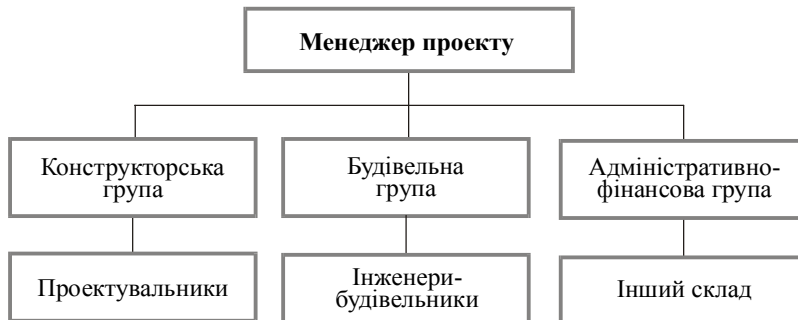 Менеджер проекту
Конструкторська
група
Будівельна
група
Адміністративно-
фінансова група
Проектувальники
Інженери-
будівельники
Інший склад